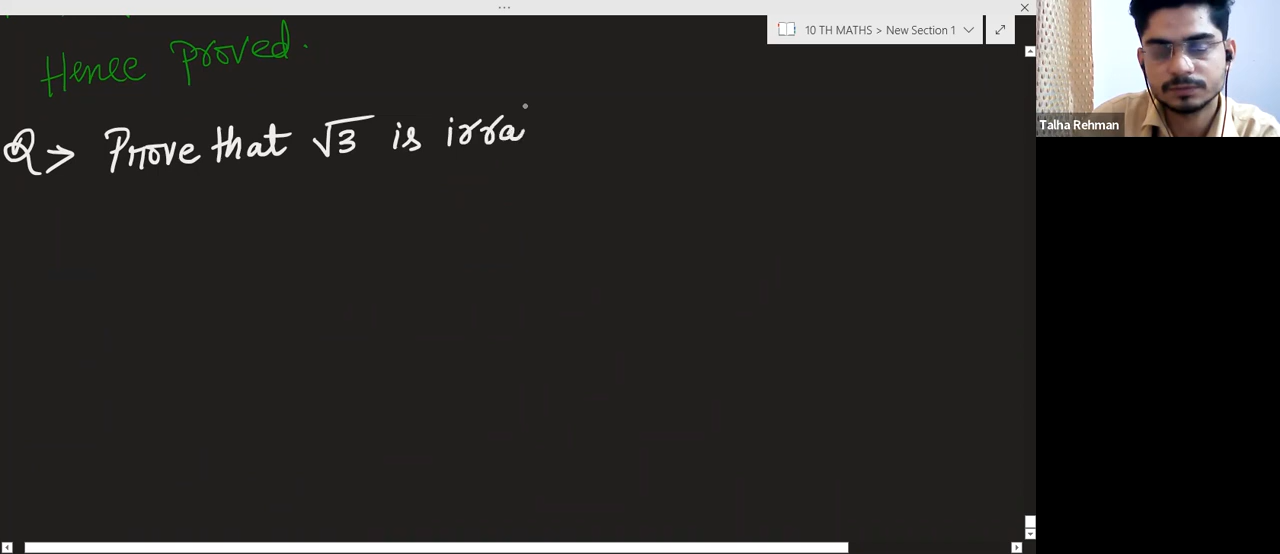 10 TH MATHS > New Section 1
Hence proved.
Q> Prove that √3 is irra
Talha Rehman